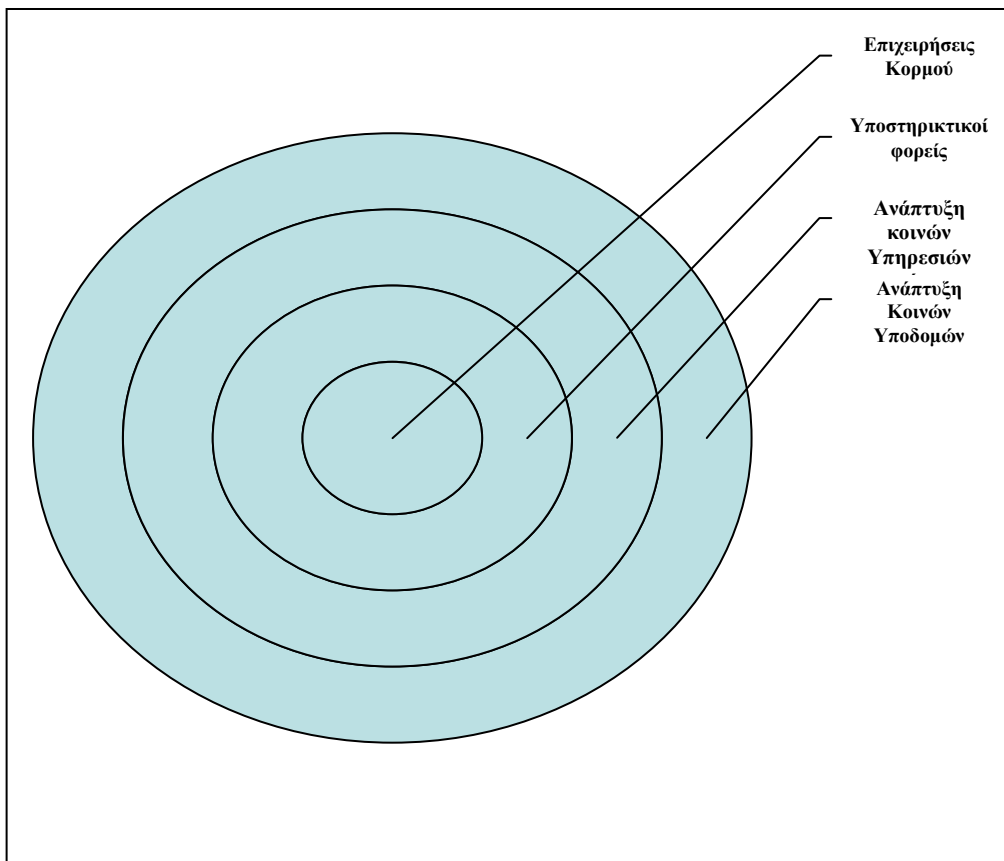 Επιχειρήσεις
Κορμού
Υποστηρικτικοί
φορείς
Ανάπτυξη
κοινών
Υπηρεσιών
Ανάπτυξη
Κοινών
Υποδομών